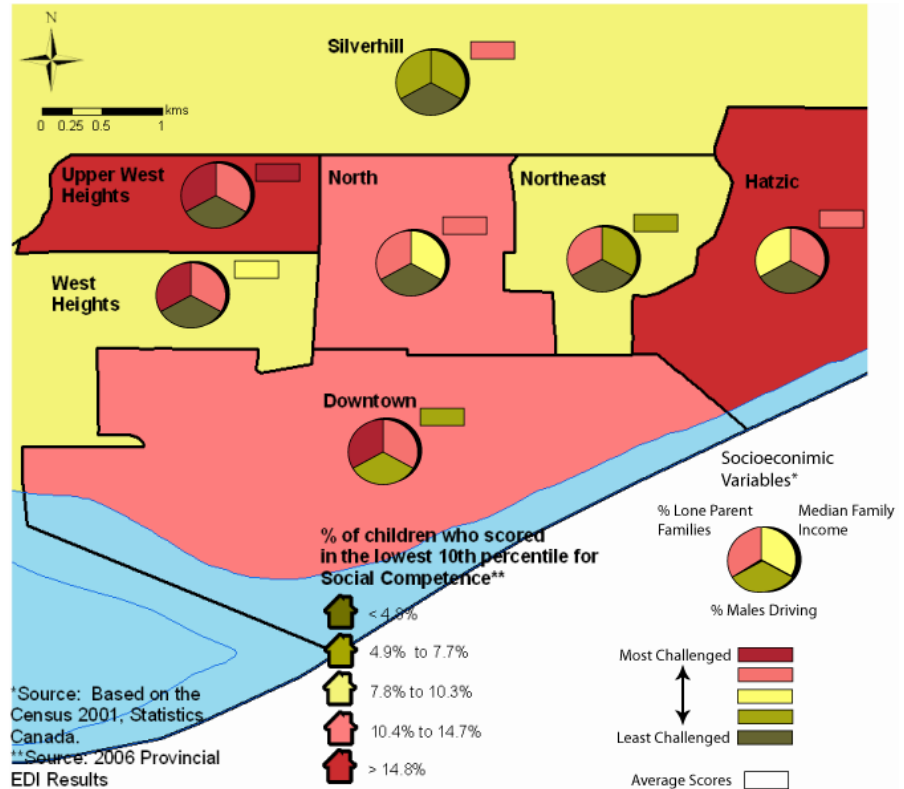 N
Silverhill
kms
0 0.25 0.5 1
Upper West
Heights
North
Northeast
Hatzic
West
Heights
Downtown
Socioeconimic
Variables*
% Lone Parent
Families
Median Family
Income
% Males Driving
% of children who scored
in the lowest 10th percentile for
Social Competence**
< 4.8%
4.9% to 7.7%
7.8% to 10.3%
10.4% to 14.7%
> 14.8%
Most Challenged
Least Challenged
Average Scores
*Source: Based on the
Census 2001, Statistics
Canada.
**Source: 2006 Provincial
EDI Results